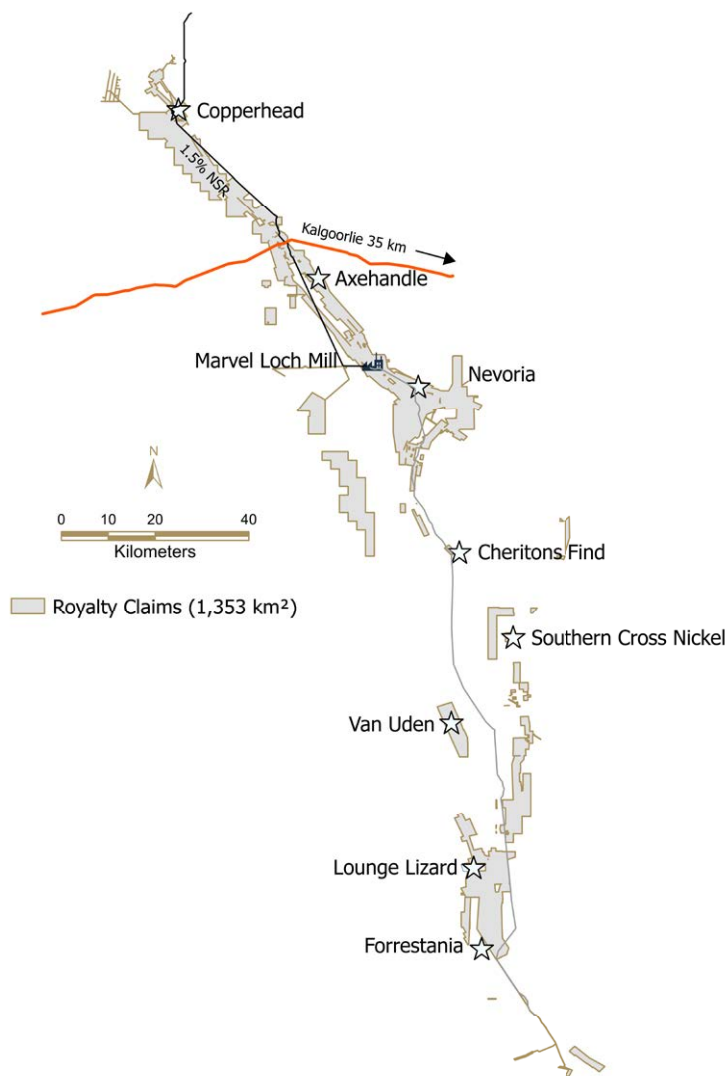 Copperhead
1.5% NSR
Kalgoorlie 35 km
Axehandle
Marvel Loch Mill
Nevoria
N
0 10 20 40
Kilometers
Cheritons Find
Royalty Claims (1,353 km²)
Southern Cross Nickel
Van Uden
Lounge Lizard
Forrestania